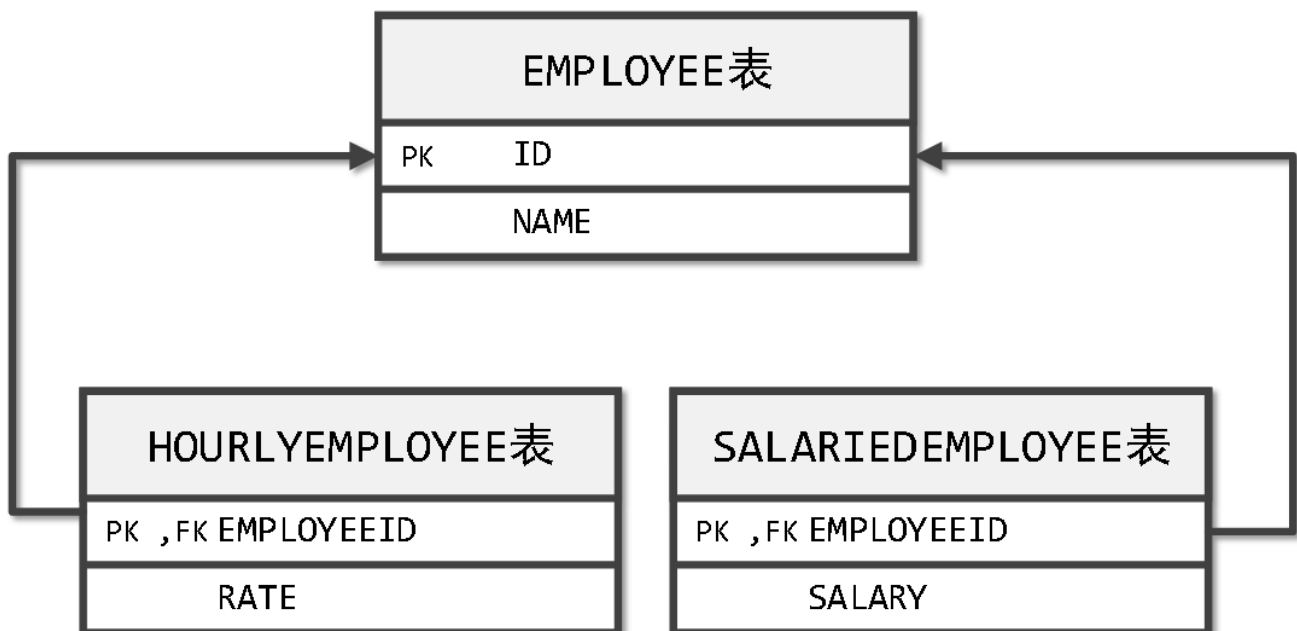 EMPLOYEE表
PK ID
NAME
HOURLYEMPLOYEE表
PK ,FK EMPLOYEEID
RATE
SALARIEDEMPLOYEE表
PK ,FK EMPLOYEEID
SALARY